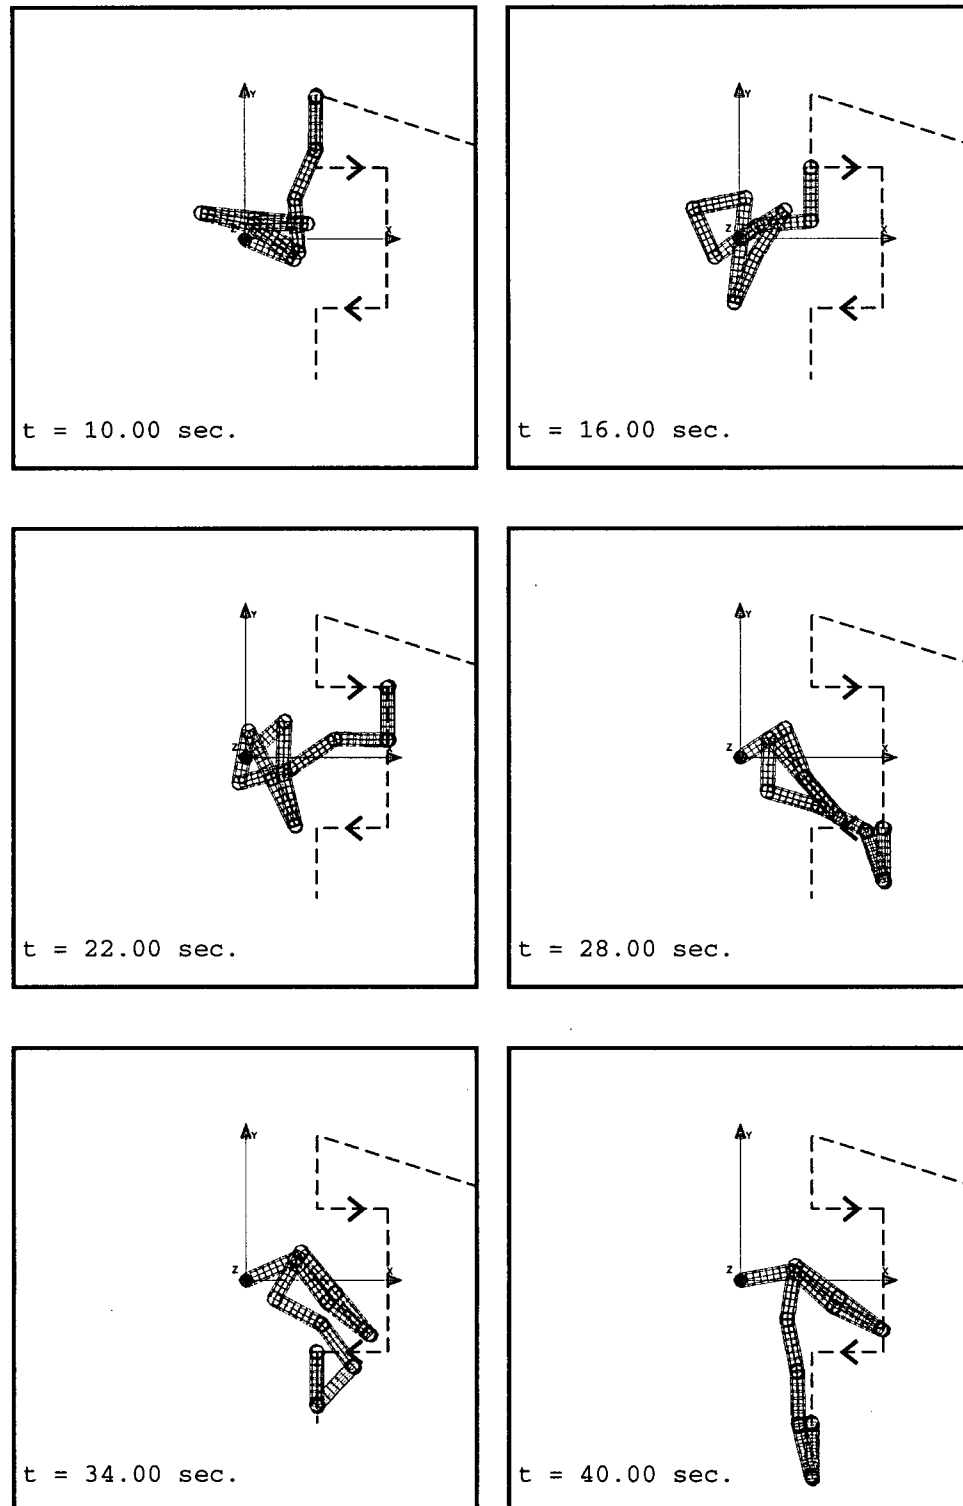 Y
Z
X
t = 10.00 sec.
Y
Z
X
t = 16.00 sec.
Y
Z
X
t = 22.00 sec.
Y
Z
X
t = 28.00 sec.
Y
Z
X
t = 34.00 sec.
Y
Z
X
t = 40.00 sec.